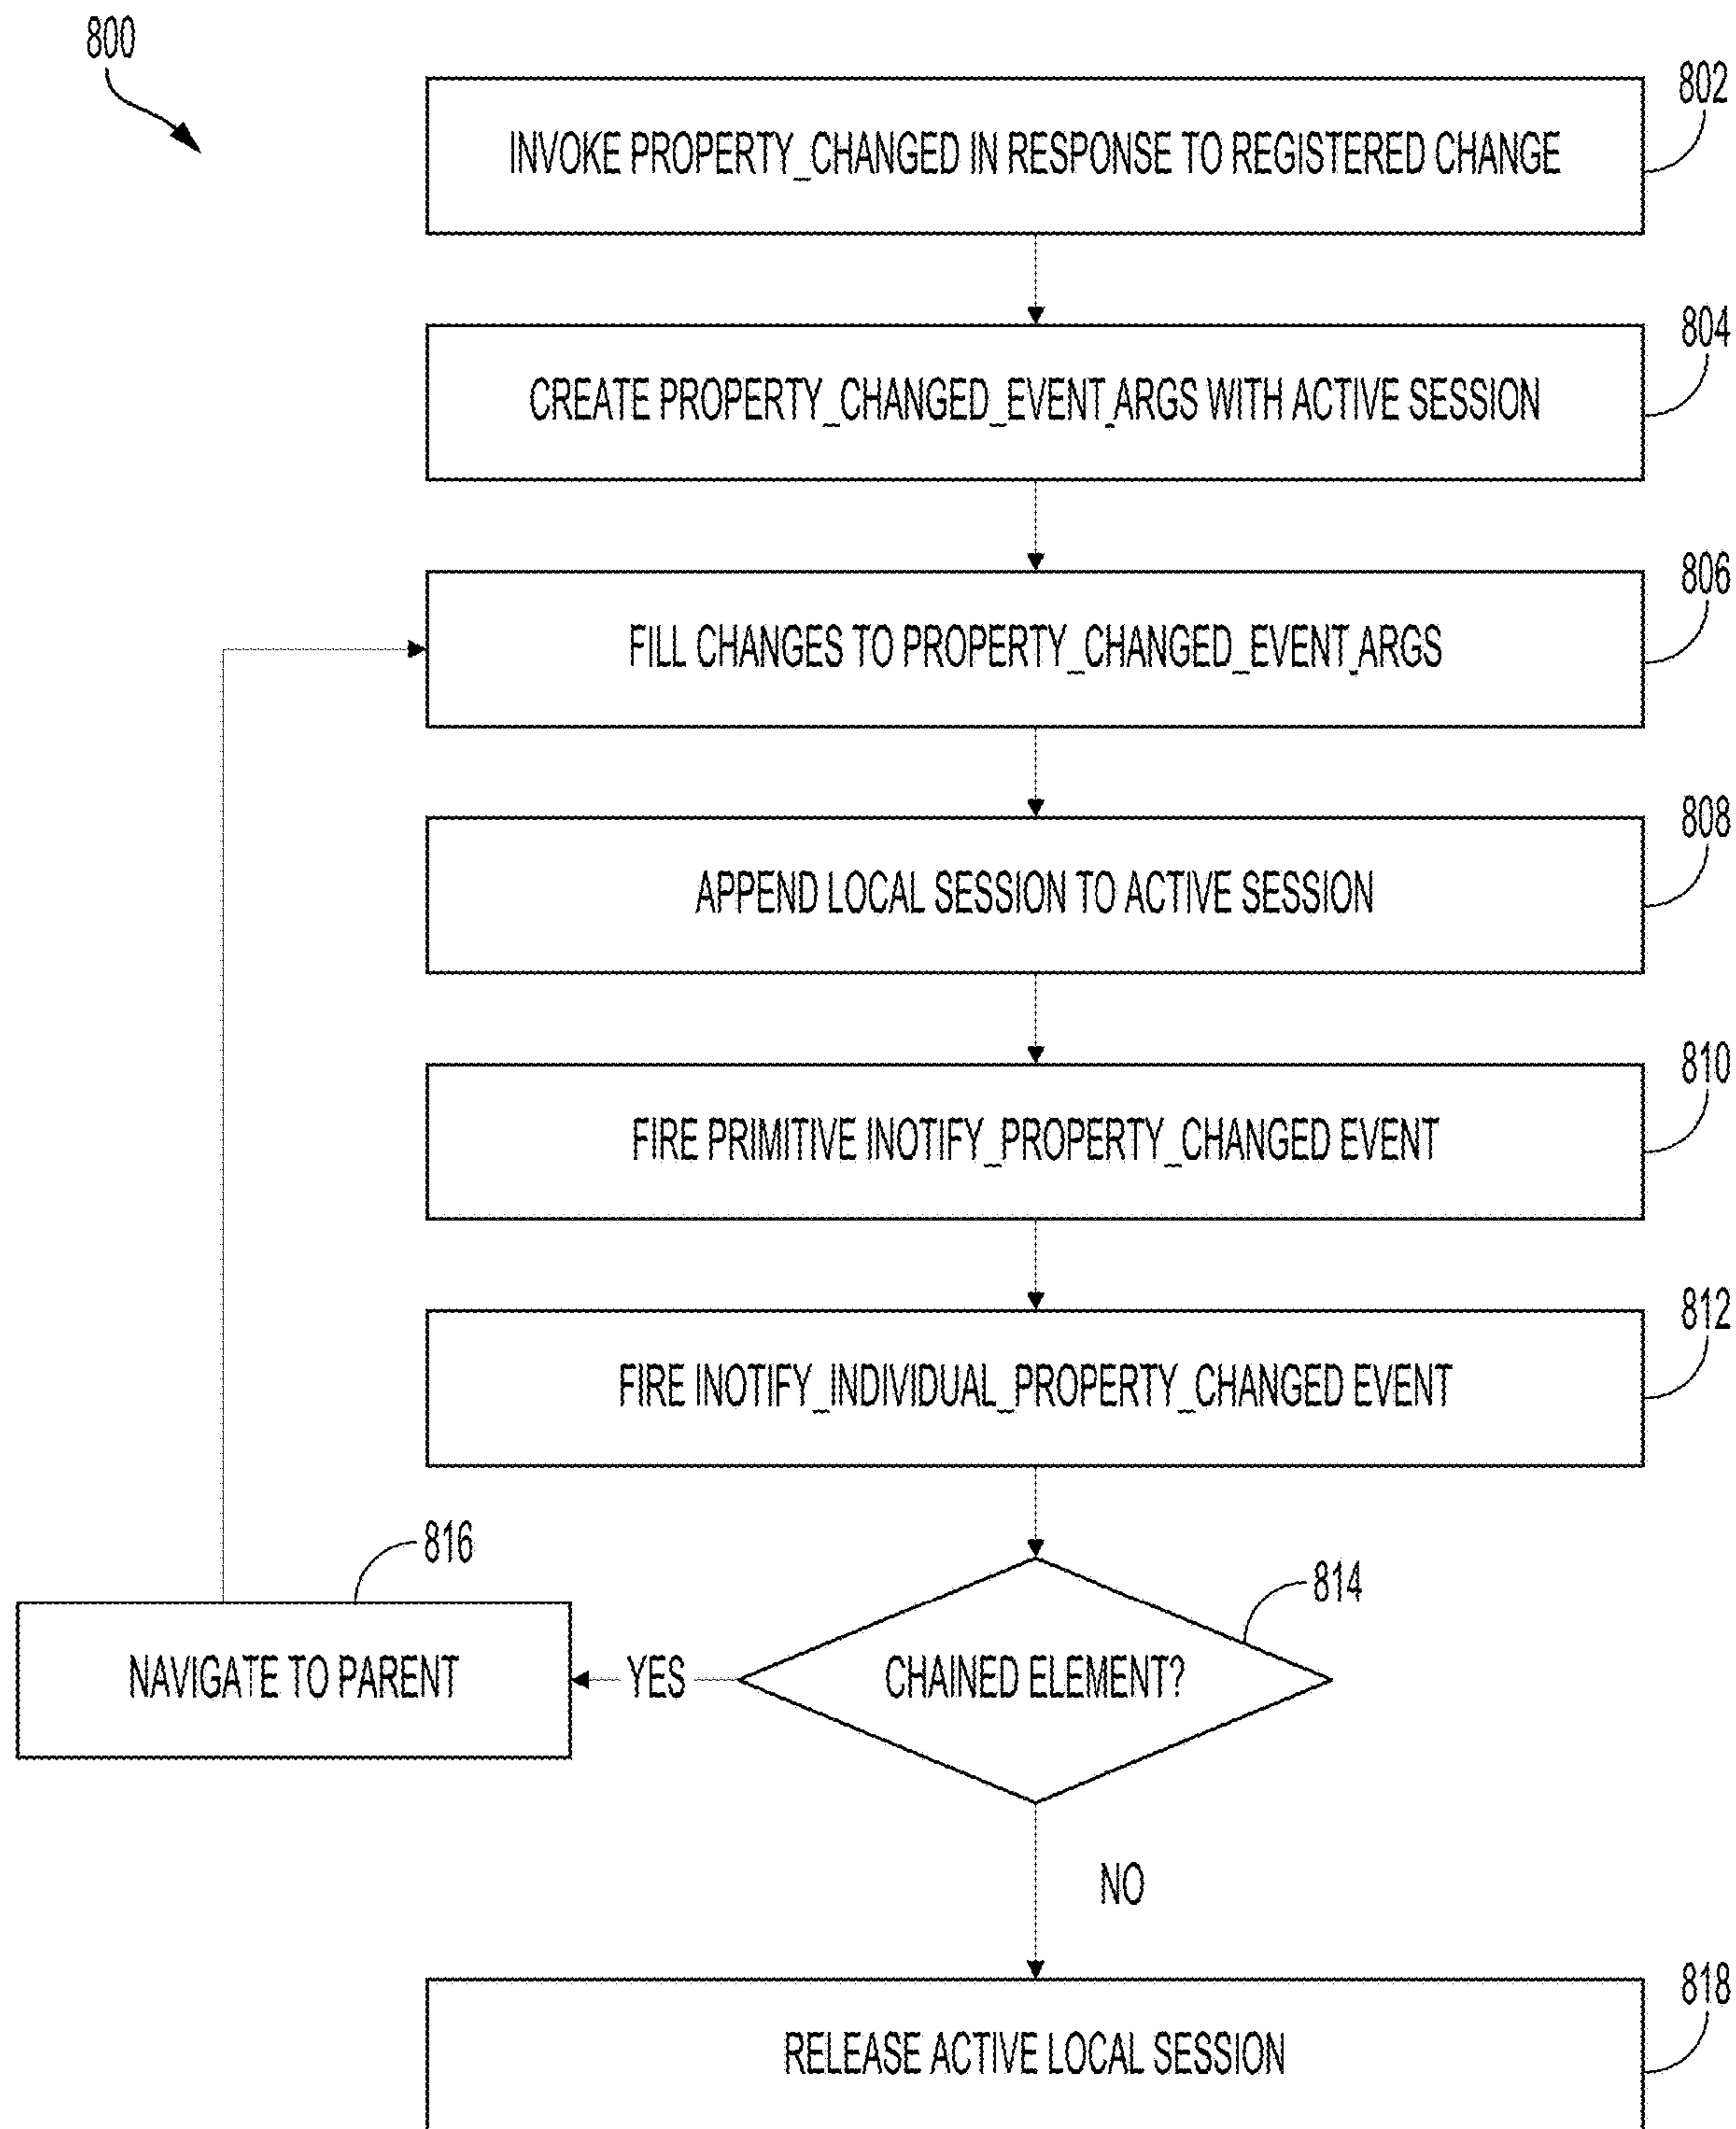 800
802
INVOKE PROPERTY_CHANGED IN RESPONSE TO REGISTERED CHANGE
804
CREATE PROPERTY_CHANGED_EVENT_ARGS WITH ACTIVE SESSION
806
FILL CHANGES TO PROPERTY_CHANGED_EVENT_ARGS
808
APPEND LOCAL SESSION TO ACTIVE SESSION
810
FIRE PRIMITIVE INOTIFY_PROPERTY_CHANGED EVENT
812
FIRE INOTIFY_INDIVIDUAL_PROPERTY_CHANGED EVENT
816
814
NAVIGATE TO PARENT
YES
CHAINED ELEMENT?
NO
818
RELEASE ACTIVE LOCAL SESSION